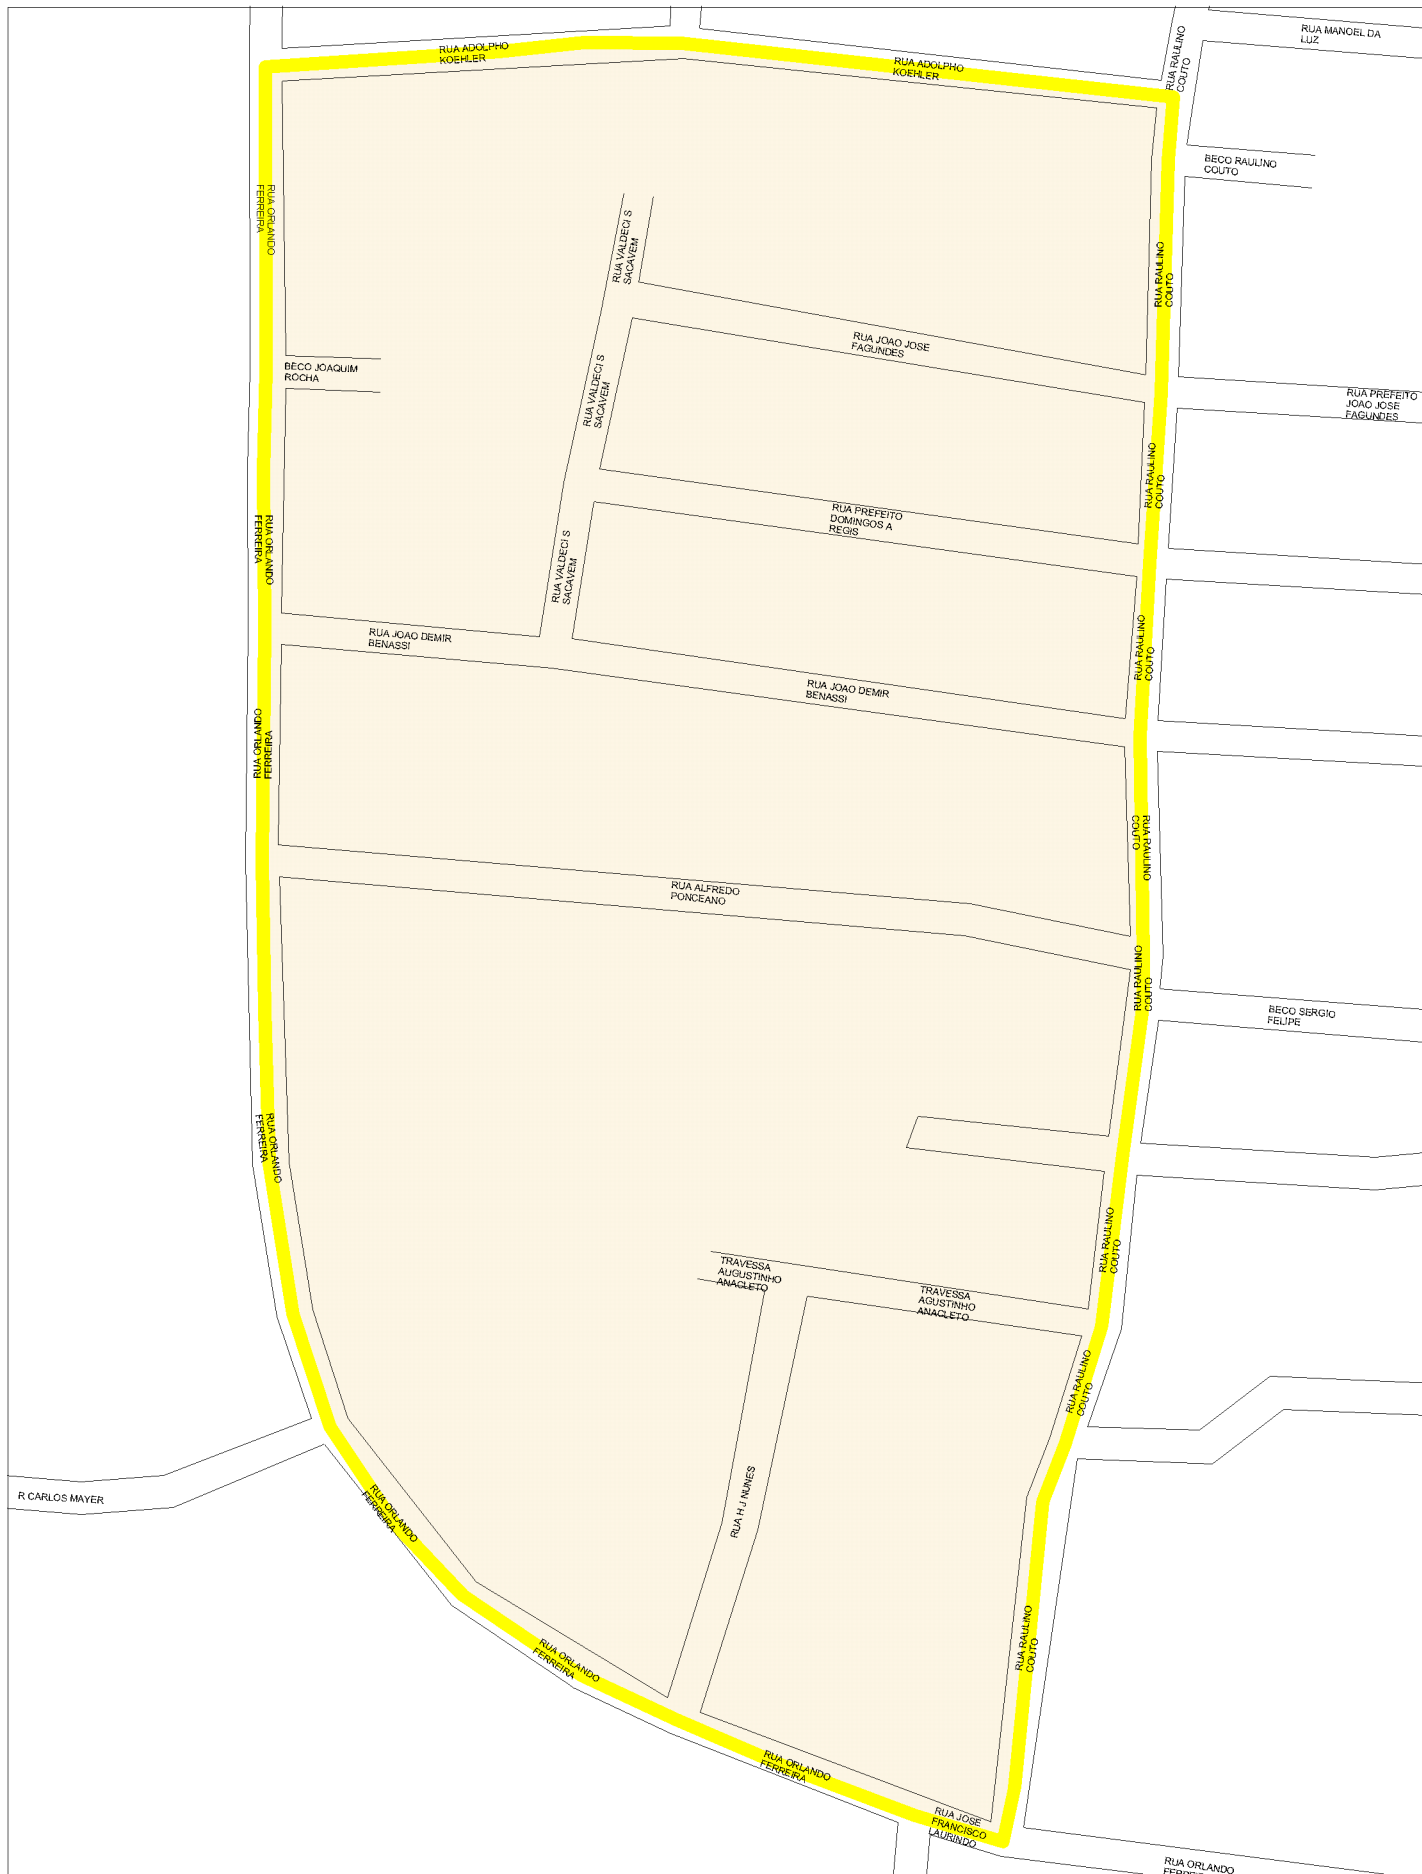 RUA MANOEL DA
LUZ
RUA ADOLPHO
KOEHLER
RUA ADOLPHO
KOEHLER
RUA RAULINO
COUTO
BECO RAULINO
COUTO
RUA ORLANDO
FERREIRA
RUA VALDECI S
SACAVEM
RUA RAULINO
COUTO
RUA JOAO JOSE
FAGUNDES
BECO JOAQUIM
ROCHA
RUA VALDECI S
SACAVEM
RUA PREFEITO
JOAO JOSE
FAGUNDES
RUA RAULINO
COUTO
RUA PREFEITO
DOMINGOS A
REGIS
RUA ORLANDO
FERREIRA
RUA VALDECI S
SACAVEM
RUA JOAO DEMIR
BENASSI
RUA RAULINO
COUTO
RUA JOAO DEMIR
BENASSI
RUA ORLANDO
FERREIRA
RUA RAULINO
COUTO
RUA ALFREDO
PONCEANO
RUA RAULINO
COUTO
BECO SERGIO
FELIPE
RUA ORLANDO
FERREIRA
RUA RAULINO
COUTO
TRAVESSA
AUGUSTINHO
ANACLETO
TRAVESSA
AGUSTINHO
ANACLETO
RUA RAULINO
COUTO
R CARLOS MAYER
RUA H J NUNES
RUA ORLANDO
FERREIRA
RUA RAULINO
COUTO
RUA ORLANDO
FERREIRA
RUA ORLANDO
FERREIRA
RUA JOSE
FRANCISCO
LAURINDO
RUA ORLANDO